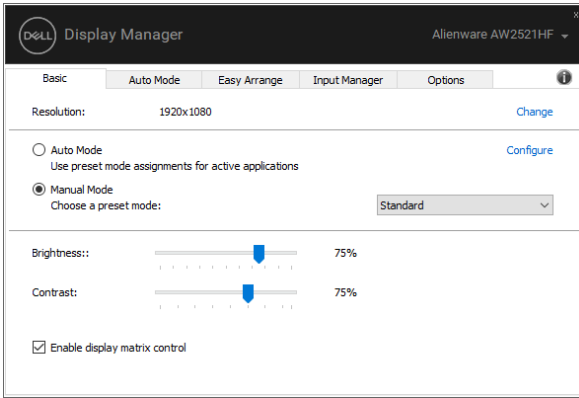 DELL Display Manager Alienware AW2521HF
Basic Auto Mode Easy Arrange Input Manager Options i
Resolution: 1920x1080 Change
Auto Mode Configure
Use preset mode assignments for active applications
Manual Mode
Choose a preset mode: Standard
Brightness:: 75%
Contrast: 75%
Enable display matrix control